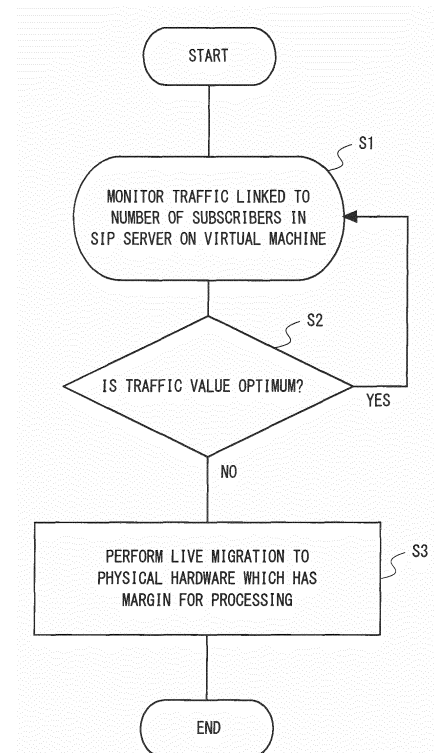 START
S1
MONITOR TRAFFIC LINKED TO
NUMBER OF SUBSCRIBERS IN
SIP SERVER ON VIRTUAL MACHINE
S2
IS TRAFFIC VALUE OPTIMUM?
YES
NO
S3
PERFORM LIVE MIGRATION TO
PHYSICAL HARDWARE WHICH HAS
MARGIN FOR PROCESSING
END